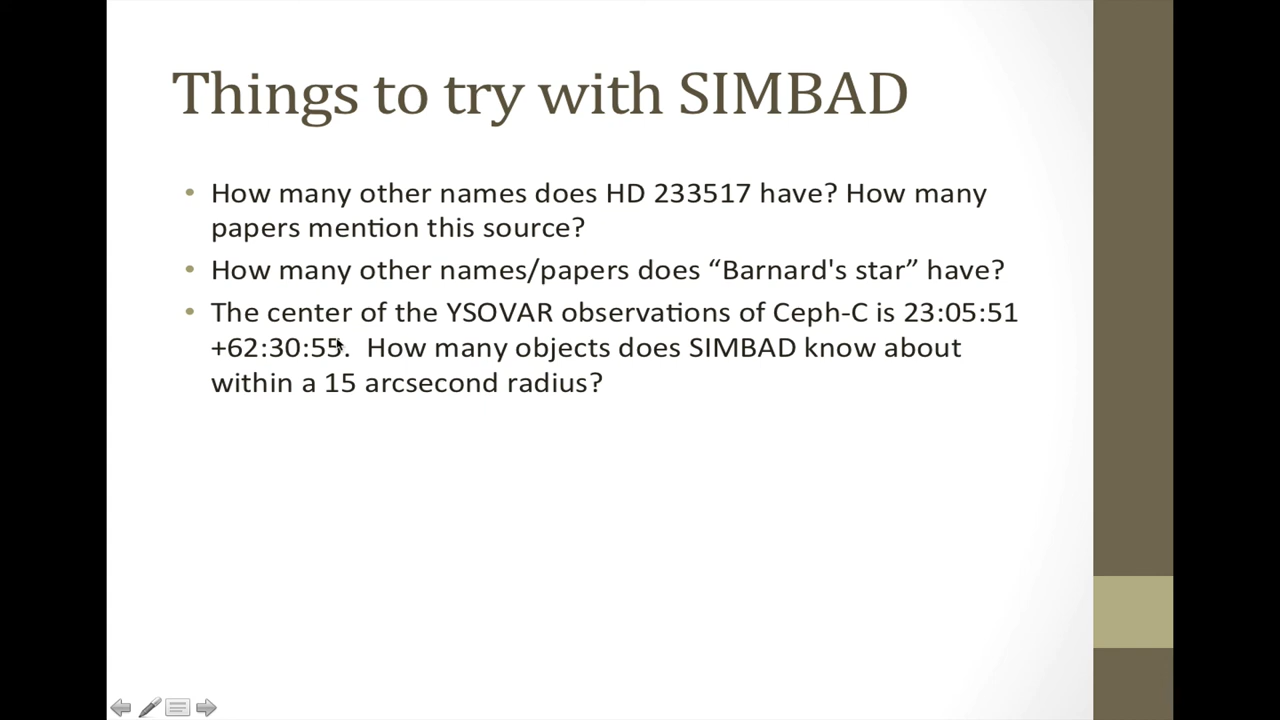 Things to try with SIMBAD
• How many other names does HD 233517 have? How many
papers mention this source?
• How many other names/papers does “Barnard's star” have?
• The center of the YSOVAR observations of Ceph-C is 23:05:51
+62:30:55.  How many objects does SIMBAD know about
within a 15 arcsecond radius?